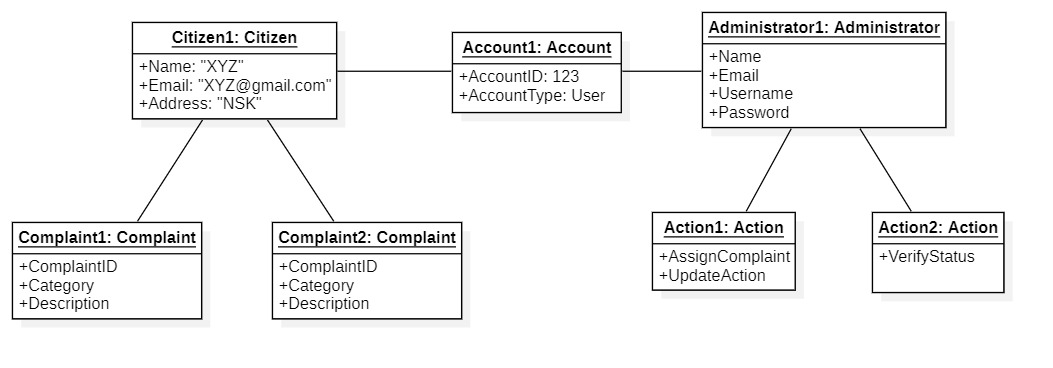 Citizen1: Citizen
+Name: "XYZ"
+Email: "XYZ@gmail.com"
+Address: "NSK"
Account1: Account
+AccountID: 123
+AccountType: User
Administrator1: Administrator
+Name
+Email
+Username
+Password
Complaint1: Complaint
+ComplaintID
+Category
+Description
Complaint2: Complaint
+ComplaintID
+Category
+Description
Action1: Action
+AssignComplaint
+UpdateAction
Action2: Action
+VerifyStatus